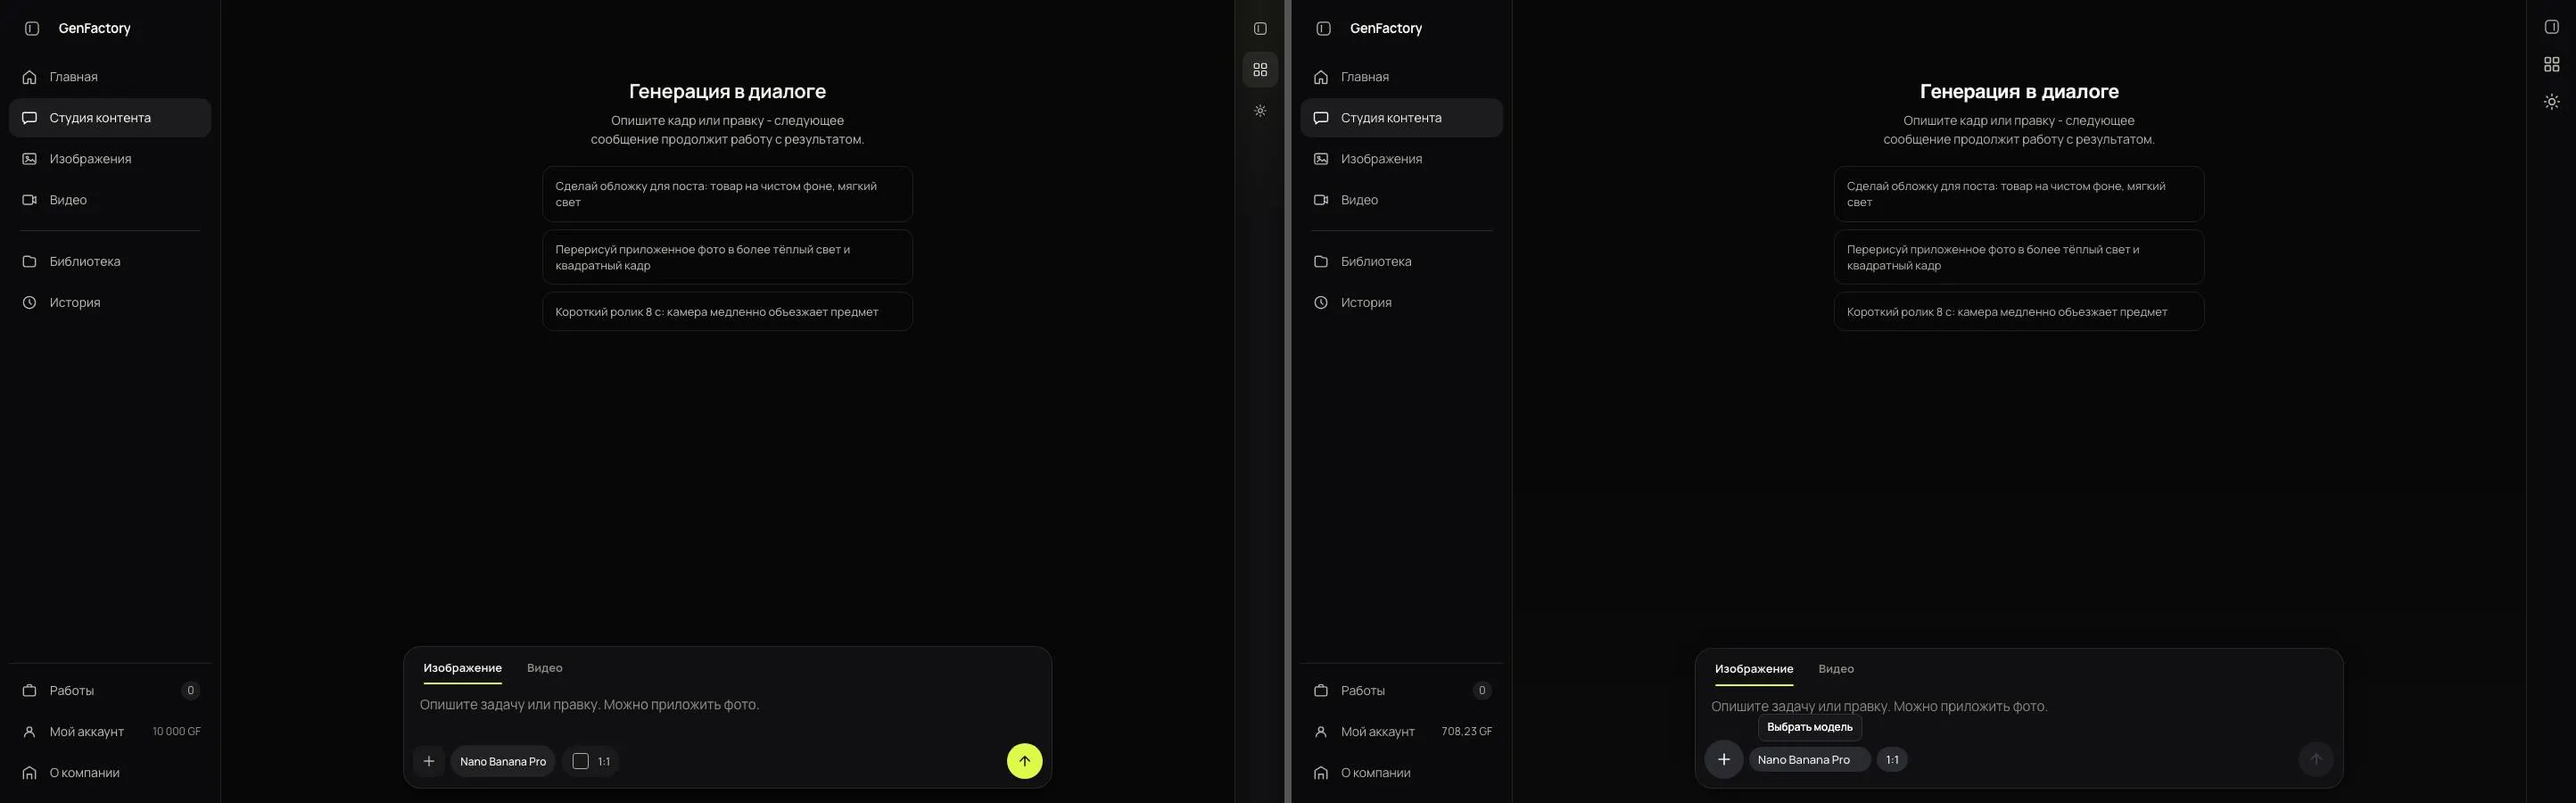 GenFactory
Главная
Студия контента
Изображения
Видео
Библиотека
История
Работы
0
Мой аккаунт
10 000 GF
О компании
Генерация в диалоге
Опишите кадр или правку - следующее
сообщение продолжит работу с результатом.
Сделай обложку для поста: товар на чистом фоне, мягкий
свет
Перерисуй приложенное фото в более тёплый свет и
квадратный кадр
Короткий ролик 8 с: камера медленно объезжает предмет
Изображение
Видео
Опишите задачу или правку. Можно приложить фото.
Nano Banana Pro
1:1
GenFactory
Главная
Студия контента
Изображения
Видео
Библиотека
История
Работы
0
Мой аккаунт
708.23 GF
О компании
Генерация в диалоге
Опишите кадр или правку - следующее
сообщение продолжит работу с результатом.
Сделай обложку для поста: товар на чистом фоне, мягкий
свет
Перерисуй приложенное фото в более тёплый свет и
квадратный кадр
Короткий ролик 8 с: камера медленно объезжает предмет
Изображение
Видео
Опишите задачу или правку. Можно приложить фото.
Выбрать модель
Nano Banana Pro
1:1